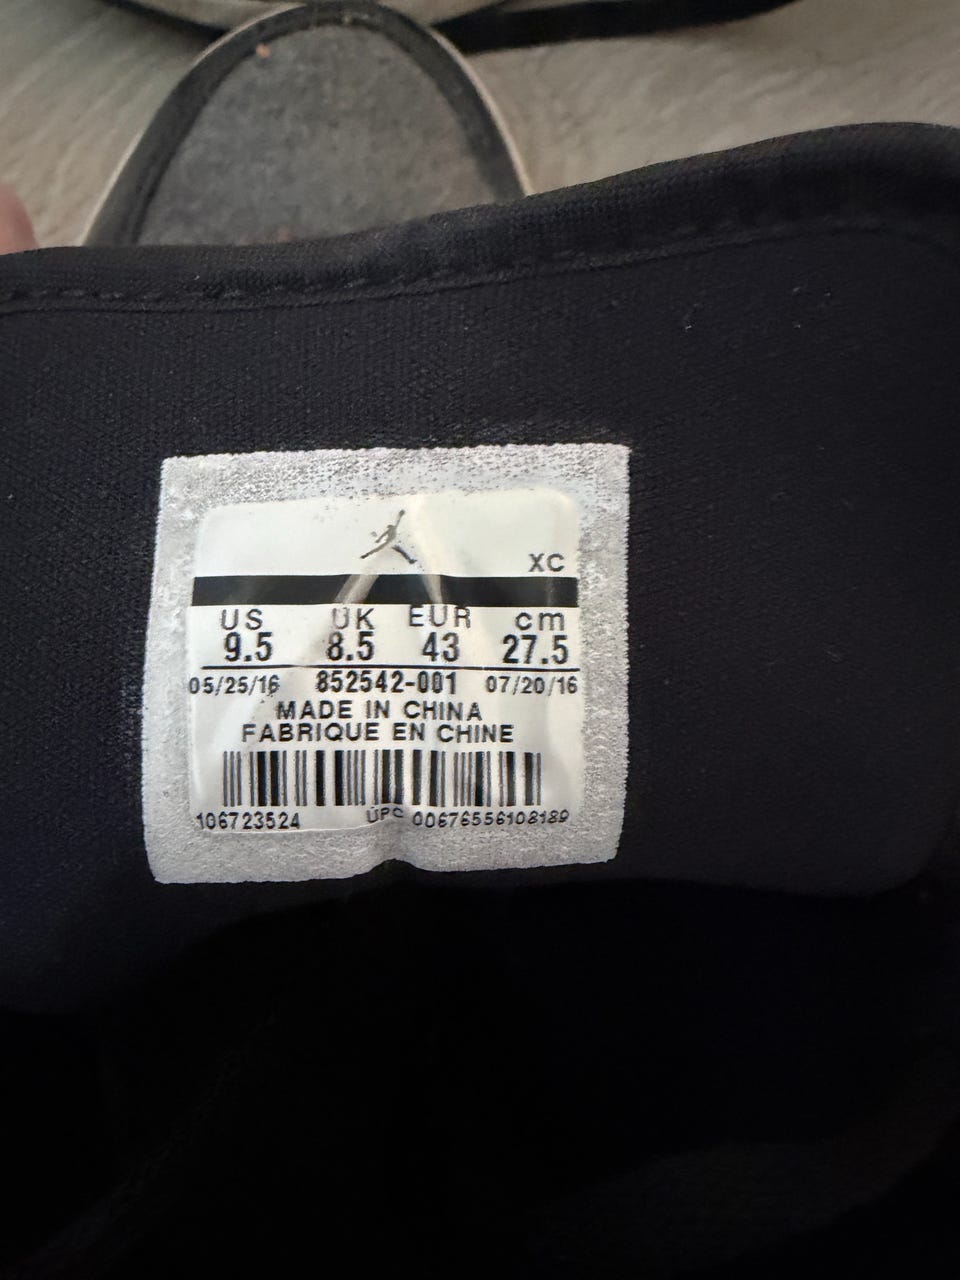 XC
US UK EUR cm
9.5 8.5 43 27.5
05/25/16 852542-001 07/20/16
MADE IN CHINA
FABRIQUE EN CHINE
106723524 UPC 00676556108189